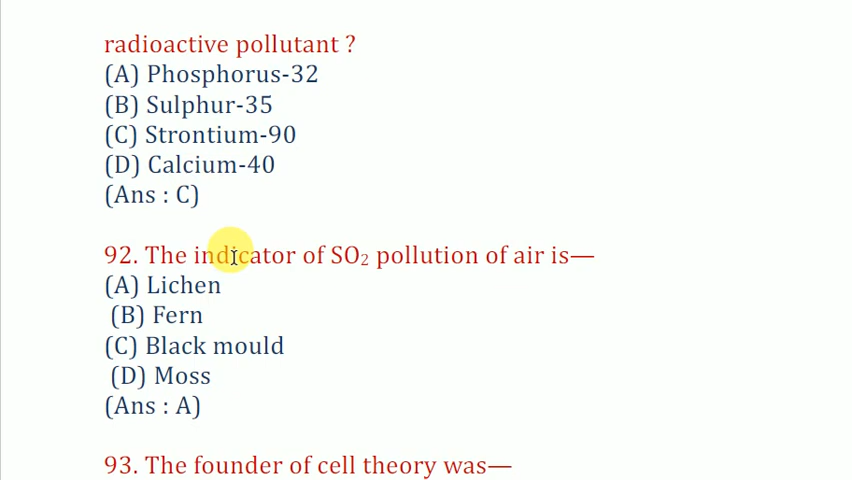 radioactive pollutant ?
(A) Phosphorus-32
(B) Sulphur-35
(C) Strontium-90
(D) Calcium-40
(Ans : C)
92. The indicator of SO₂ pollution of air is—
(A) Lichen
(B) Fern
(C) Black mould
(D) Moss
(Ans : A)
93. The founder of cell theory was—